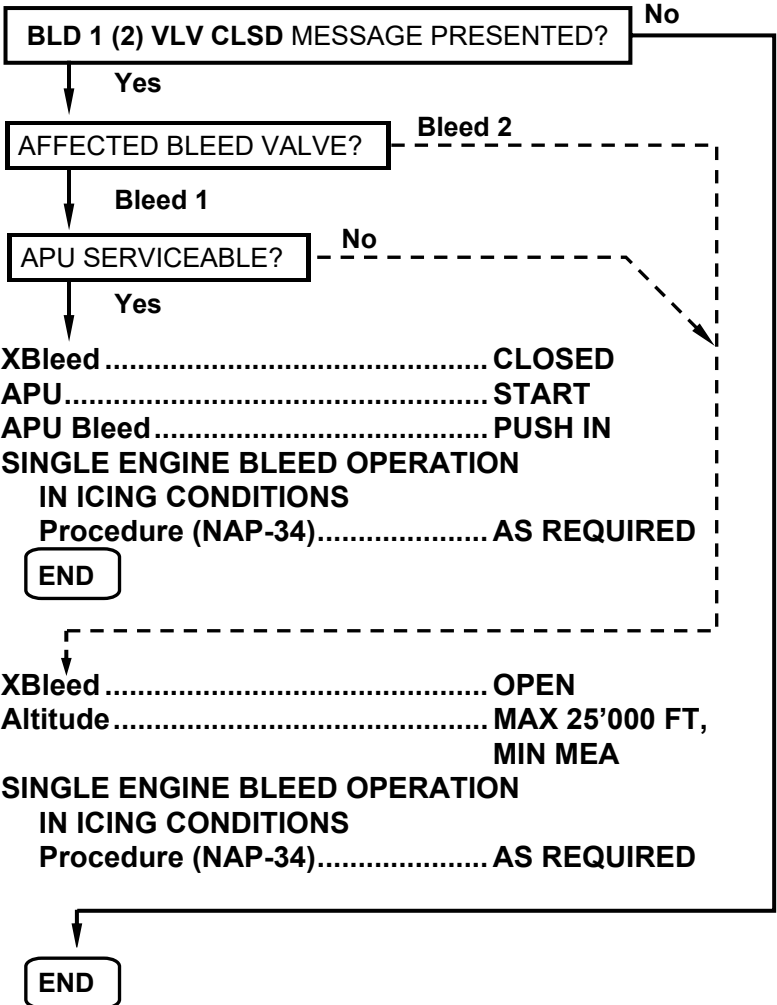 No
BLD 1 (2) VLV CLSD MESSAGE PRESENTED?
Yes
AFFECTED BLEED VALVE?
Bleed 2
Bleed 1
APU SERVICEABLE?
No
Yes
XBleed............................................... CLOSED
APU.................................................... START
APU Bleed......................................... PUSH IN
SINGLE ENGINE BLEED OPERATION
IN ICING CONDITIONS
Procedure (NAP-34)..................... AS REQUIRED
END
XBleed............................................... OPEN
Altitude.............................................. MAX 25'000 FT,
MIN MEA
SINGLE ENGINE BLEED OPERATION
IN ICING CONDITIONS
Procedure (NAP-34)..................... AS REQUIRED
END